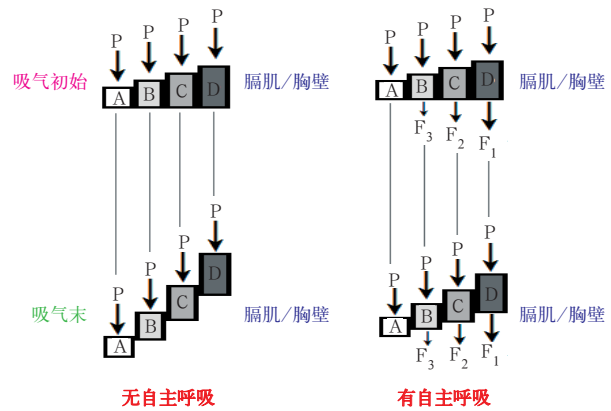 P P P P P P P P
吸气初始 A B C D 膈肌/胸壁 A B C D 膈肌/胸壁
F3 F2 F1
P P P P P P P P
吸气末 A B C D 膈肌/胸壁 A B C D 膈肌/胸壁
F3 F2 F1
无自主呼吸 有自主呼吸